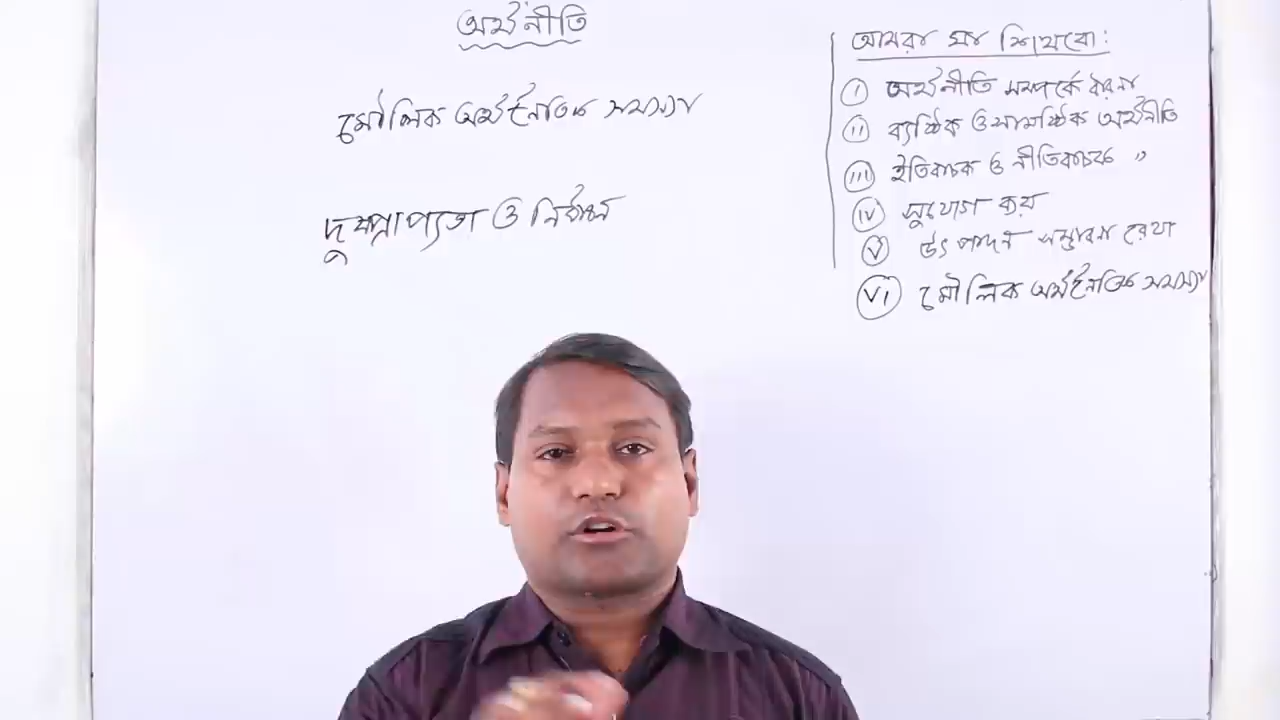 অর্থনীতি
মৌলিক অর্থনৈতিক সমস্যা
দুষ্প্রাপ্যতা ও নির্বাচন
আমরা যা শিখবো:
i অর্থনীতি সম্পর্কে ধারণা
ii ব্যষ্টিক ও সামষ্টিক অর্থনীতি
iii ইতিবাচক ও নীতিবাচক "
iv সুযোগ ব্যয়
v উৎপাদন সম্ভাবনা রেখা
vi মৌলিক অর্থনৈতিক সমস্যা